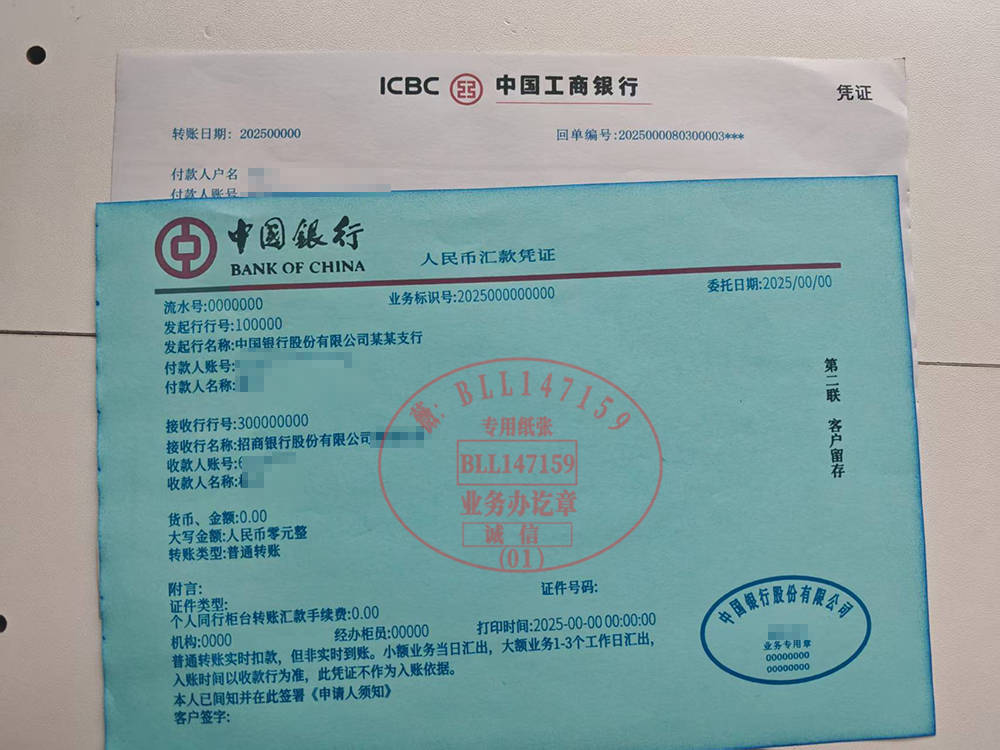 ICBC 中国工商银行
凭证
转账日期: 202500000
回单编号:2025000080300003***
付款人户名
付款人账号
中國銀行
BANK OF CHINA
人民币汇款凭证
流水号:0000000
业务标识号:2025000000000
委托日期:2025/00/00
发起行行号:100000
发起行名称:中国银行股份有限公司某某支行
付款人账号:
付款人名称:
第二联 客户留存
接收行行号:300000000
接收行名称:招商银行股份有限公司
收款人账号:6
收款人名称:
薇: BLL147159
专用纸张
BLL147159
业务办讫章
诚信
(01)
货币、金额:0.00
大写金额:人民币零元整
转账类型:普通转账
附言:
证件类型:
证件号码:
个人同行柜台转账汇款手续费:0.00
机构:0000
经办柜员:00000
打印时间:2025-00-00 00:00:00
普通转账实时扣款，但非实时到账。小额业务当日汇出，大额业务1-3个工作日汇出，
入账时间以收款行为准，此凭证不作为入账依据。
本人已阅知并在此签署《申请人须知》
客户签字:
中国银行股份有限公司
业务专用章
00000000
00000000